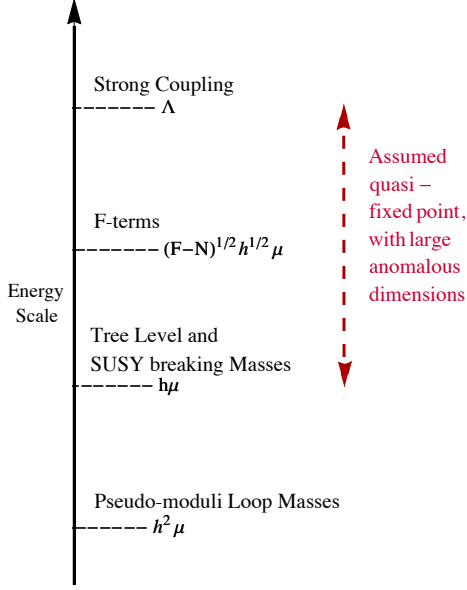 Strong Coupling
Λ
F-terms
(F−N)^{1/2} h^{1/2} μ
Energy
Scale
Tree Level and
SUSY breaking Masses
hμ
Pseudo-moduli Loop Masses
h² μ
Assumed
quasi −
fixed point,
with large
anomalous
dimensions